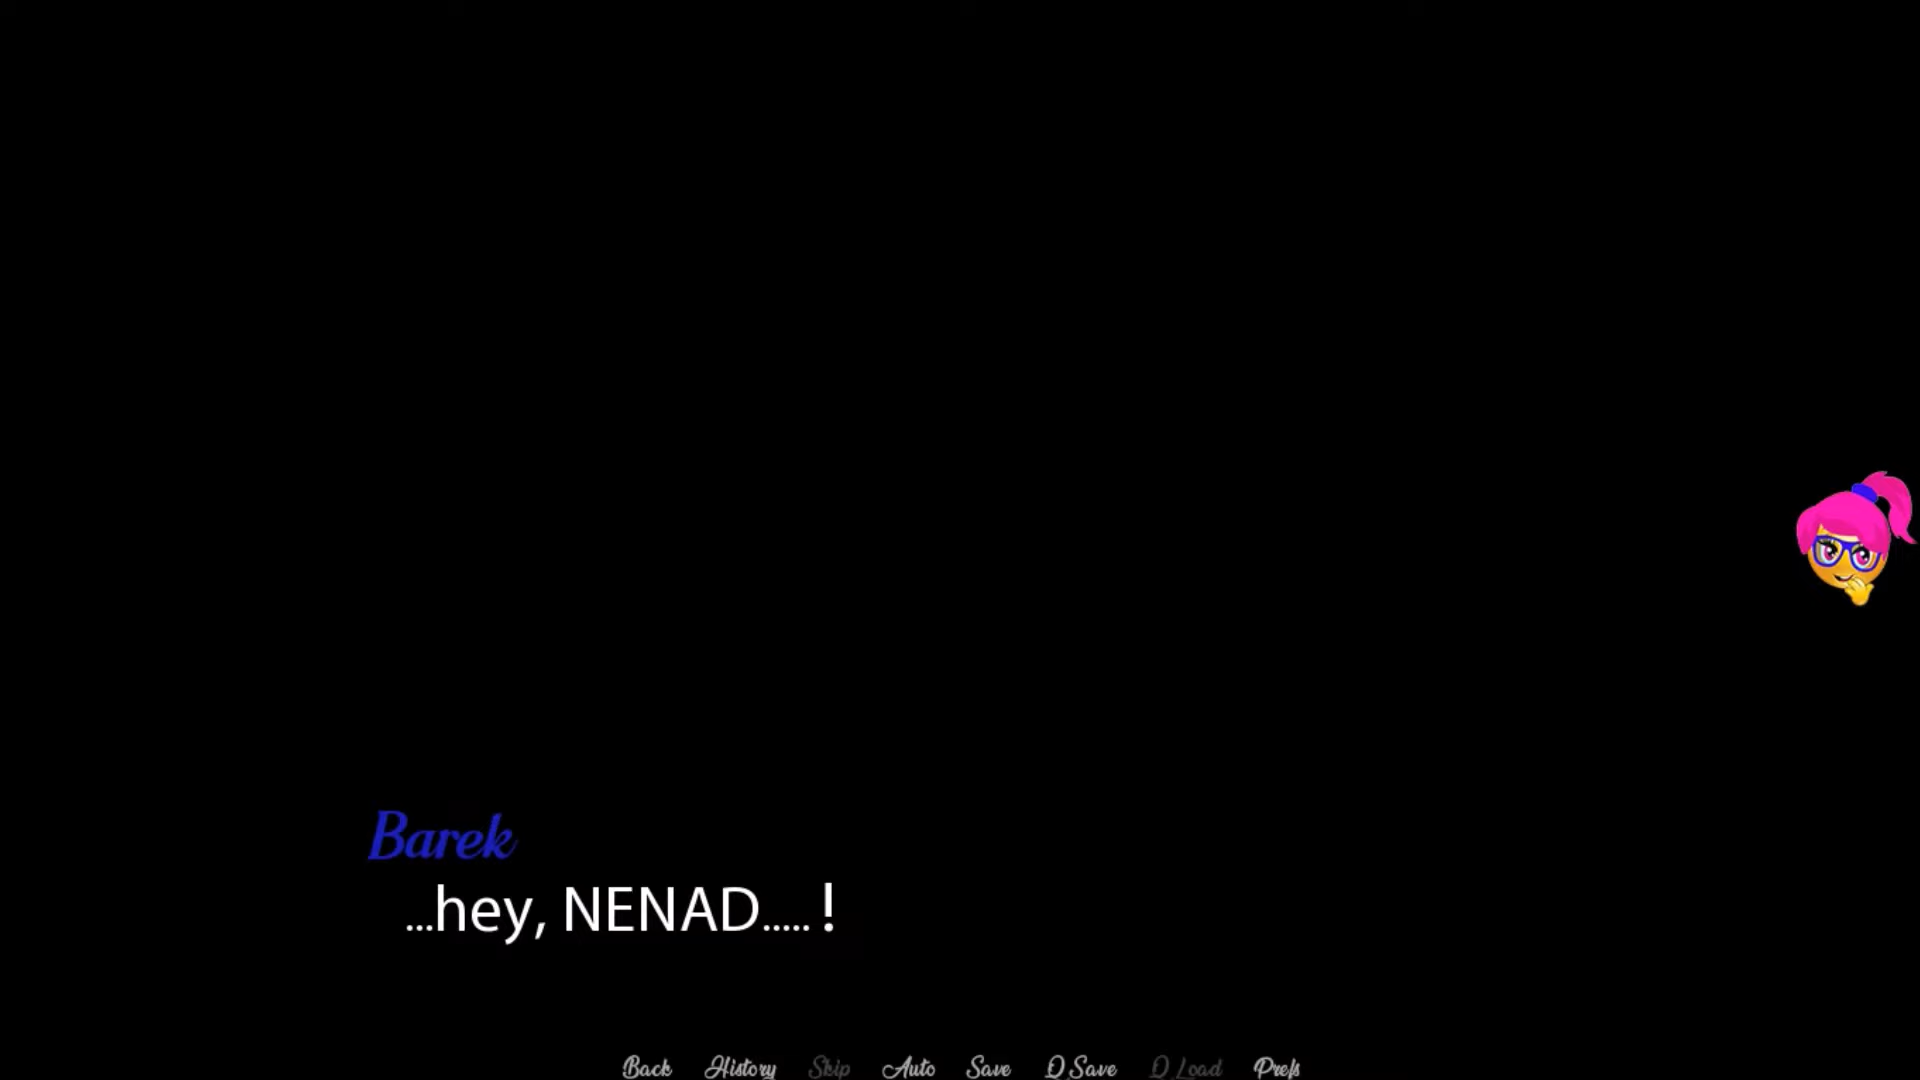 Barek
...hey, NENAD..... !
Back History Skip Auto Save Q.Save Q.Load Prefs